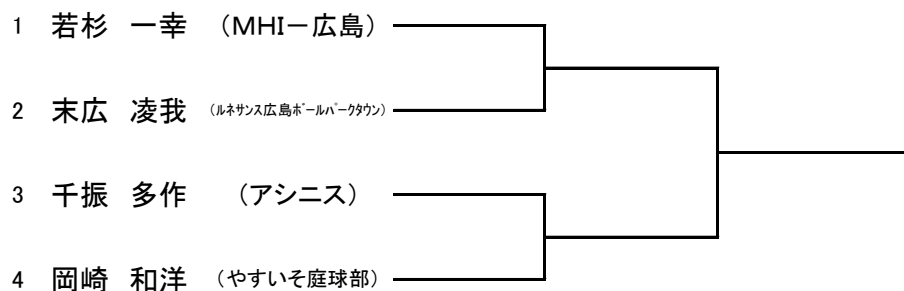 1 若杉 一幸 （MHI－広島）
2 末広 凌我 （ルネサンス広島ﾎﾞｰﾙﾊﾟｰｸﾀｳﾝ）
3 千振 多作 （アシニス）
4 岡崎 和洋 （やすいそ庭球部）